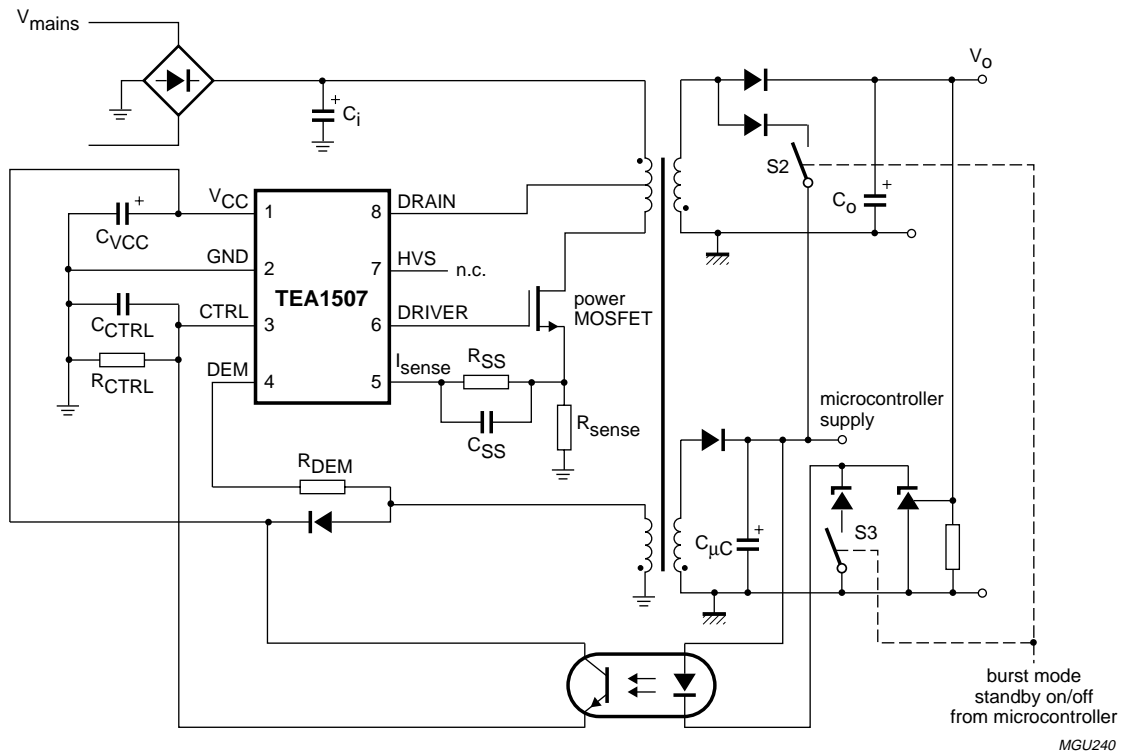 Vmains
Vo
Ci
S2
Co
VCC
1
8
DRAIN
CVCC
GND
2
7
HVS
n.c.
TEA1507
CTRL
3
6
DRIVER
power
MOSFET
CCTRL
RCTRL
DEM
4
5
Isense
RSS
CSS
Rsense
microcontroller
supply
RDEM
CμC
S3
burst mode
standby on/off
from microcontroller
MGU240